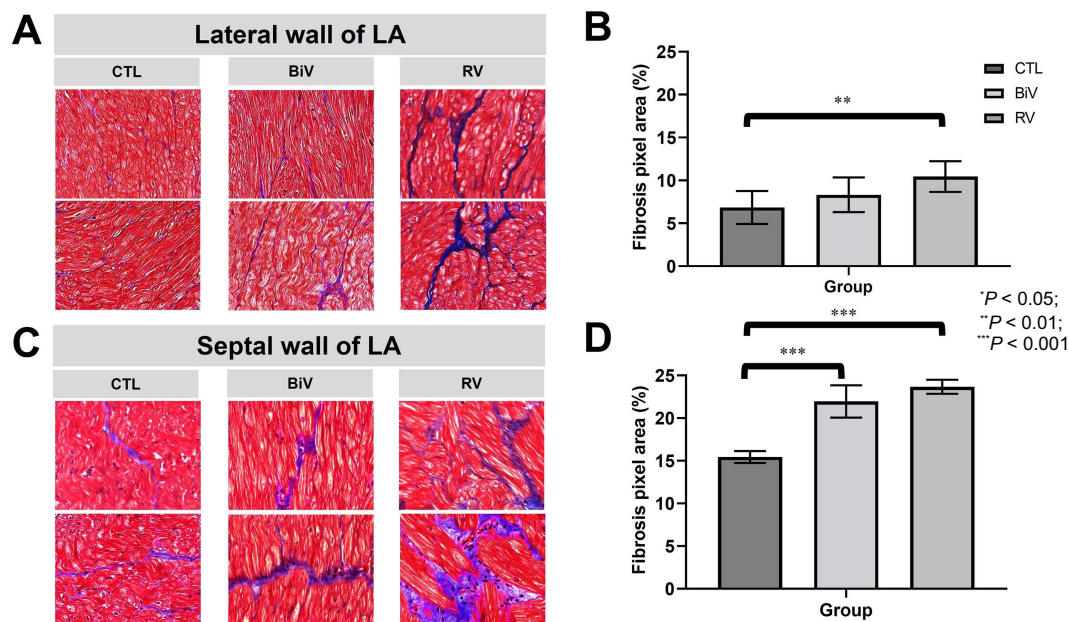 A
Lateral wall of LA
CTL
BiV
RV
B
Fibrosis pixel area (%)
25
20
15
10
5
0
**
CTL
BiV
RV
Group
*P < 0.05;
**P < 0.01;
***P < 0.001
C
Septal wall of LA
CTL
BiV
RV
D
Fibrosis pixel area (%)
25
20
15
10
5
0
***
***
Group